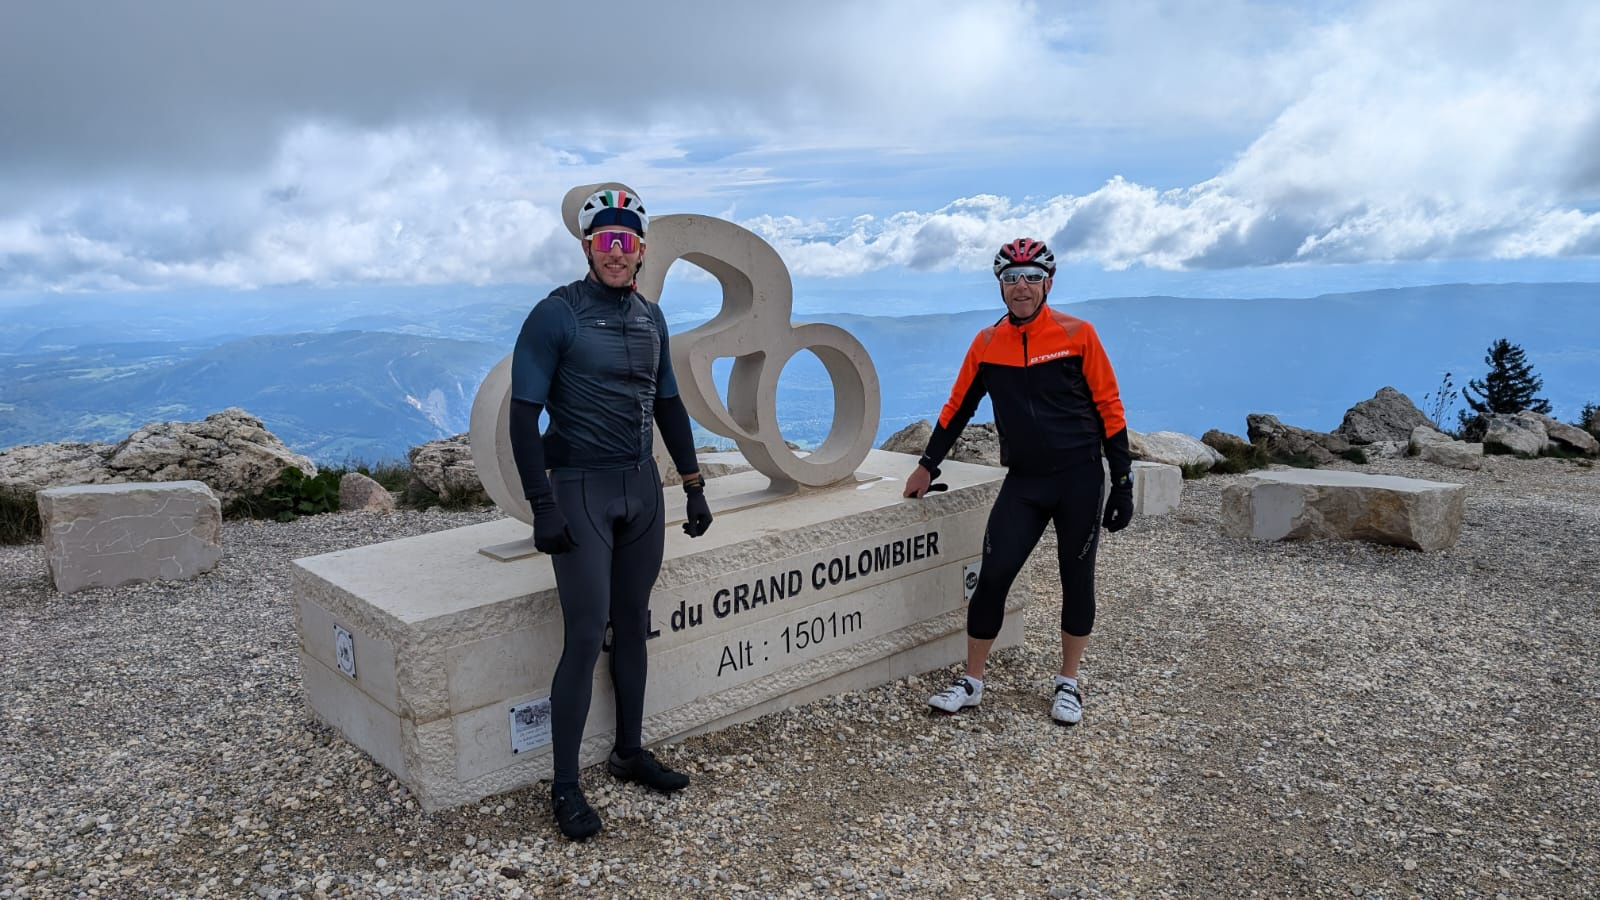 B'TWIN
L du GRAND COLOMBIER
Alt : 1501m